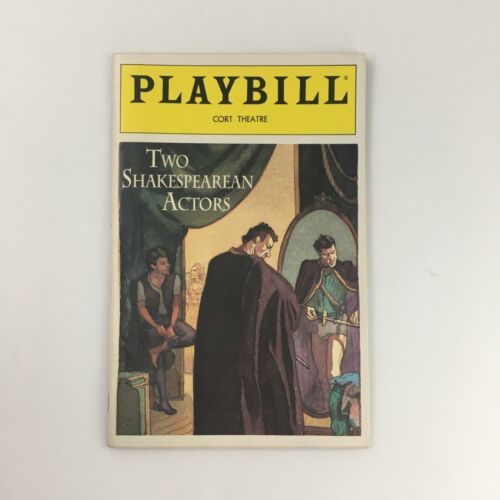 PLAYBILL®
CORT THEATRE
TWO
SHAKESPEAREAN
ACTORS